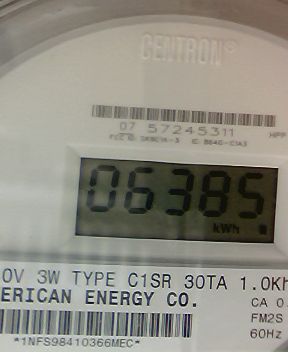 CENTRON®
07 57245311
06385
kWh
0V 3W TYPE C1SR 30TA 1.0Kh
ERICAN ENERGY CO. CA 0.
FM2S
*1NFS98410366MEC* 60Hz